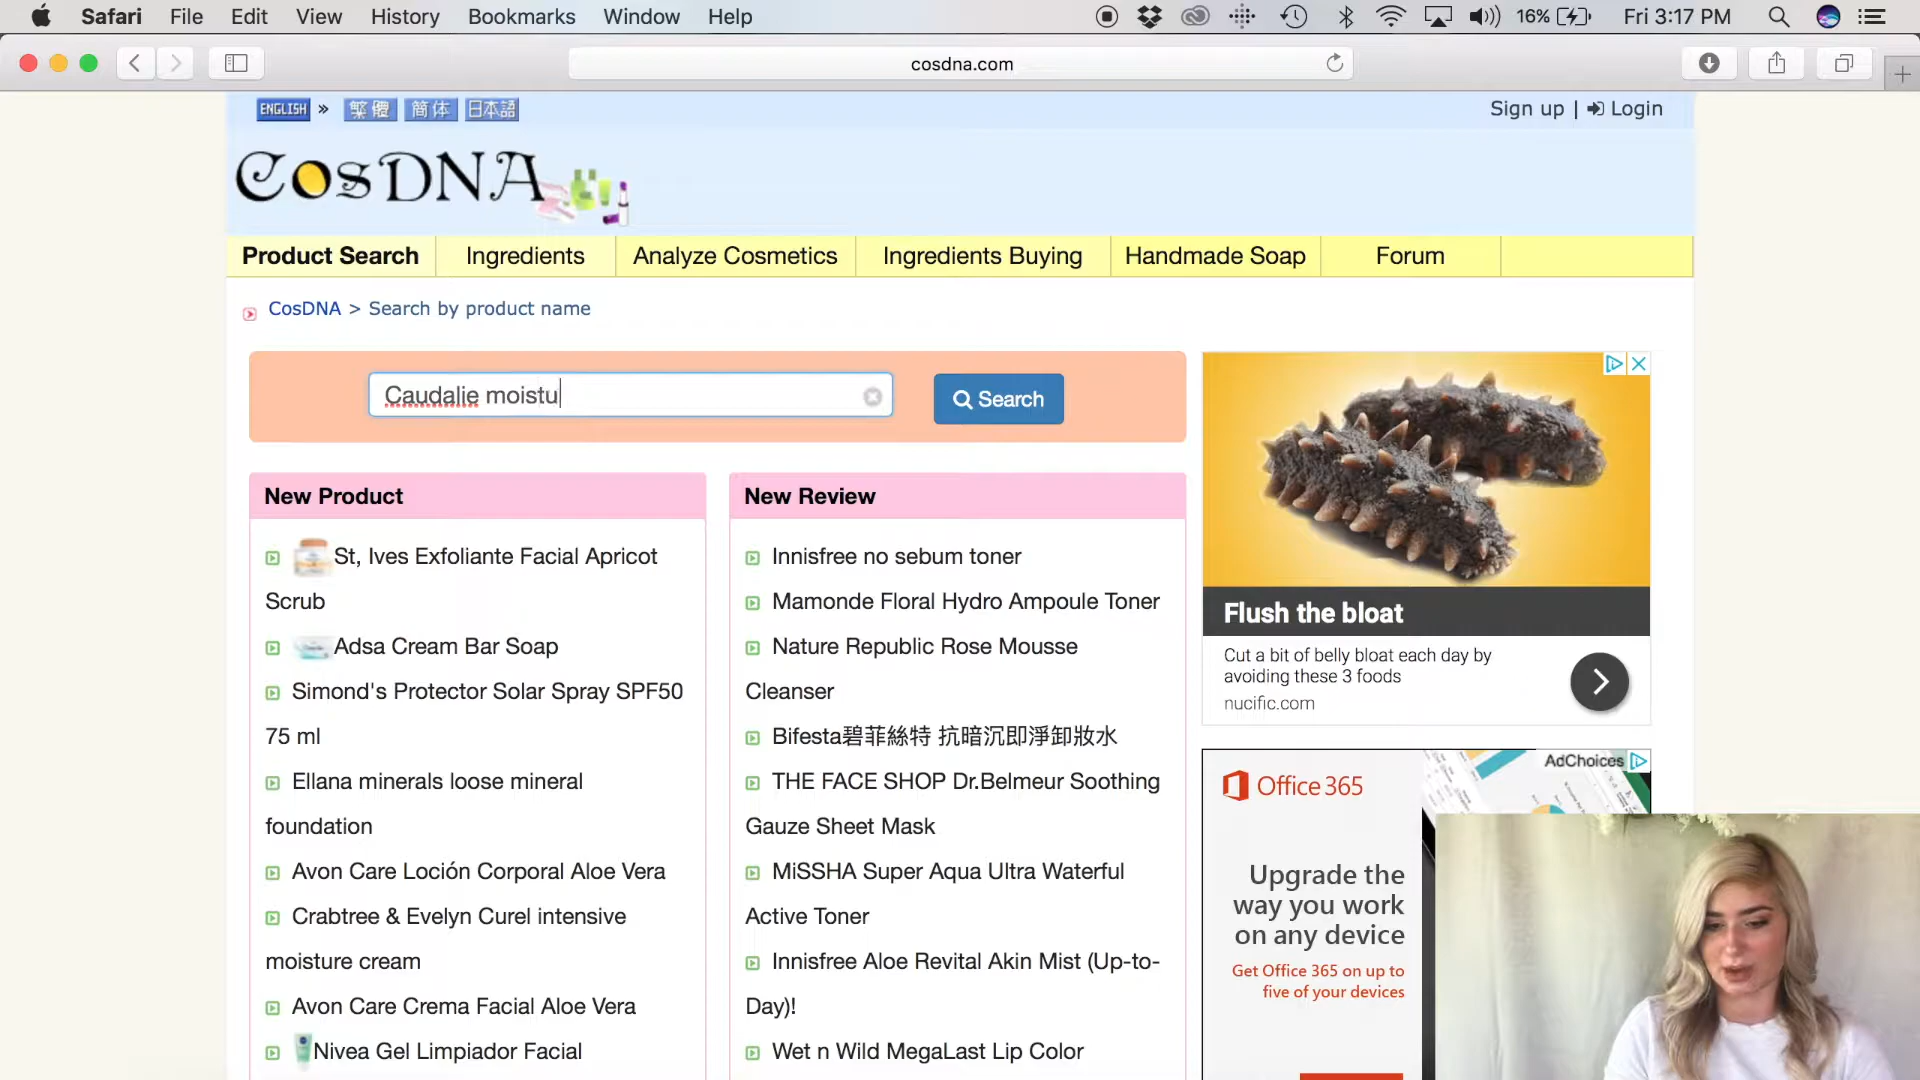 Safari File Edit View History Bookmarks Window Help 16% Fri 3:17 PM
cosdna.com
ENGLISH » 繁體 简体 日本語 Sign up | Login
CosDNA
Product Search Ingredients Analyze Cosmetics Ingredients Buying Handmade Soap Forum
CosDNA > Search by product name
Caudalie moistu Search
New Product
St, Ives Exfoliante Facial Apricot
Scrub
Adsa Cream Bar Soap
Simond's Protector Solar Spray SPF50
75 ml
Ellana minerals loose mineral
foundation
Avon Care Loción Corporal Aloe Vera
Crabtree & Evelyn Curel intensive
moisture cream
Avon Care Crema Facial Aloe Vera
Nivea Gel Limpiador Facial
New Review
Innisfree no sebum toner
Mamonde Floral Hydro Ampoule Toner
Nature Republic Rose Mousse
Cleanser
Bifesta碧菲絲特 抗暗沉即淨卸妝水
THE FACE SHOP Dr.Belmeur Soothing
Gauze Sheet Mask
MiSSHA Super Aqua Ultra Waterful
Active Toner
Innisfree Aloe Revital Akin Mist (Up-to-
Day)!
Wet n Wild MegaLast Lip Color
Flush the bloat
Cut a bit of belly bloat each day by
avoiding these 3 foods
nucific.com
AdChoices
Office 365
Upgrade the
way you work
on any device
Get Office 365 on up to
five of your devices